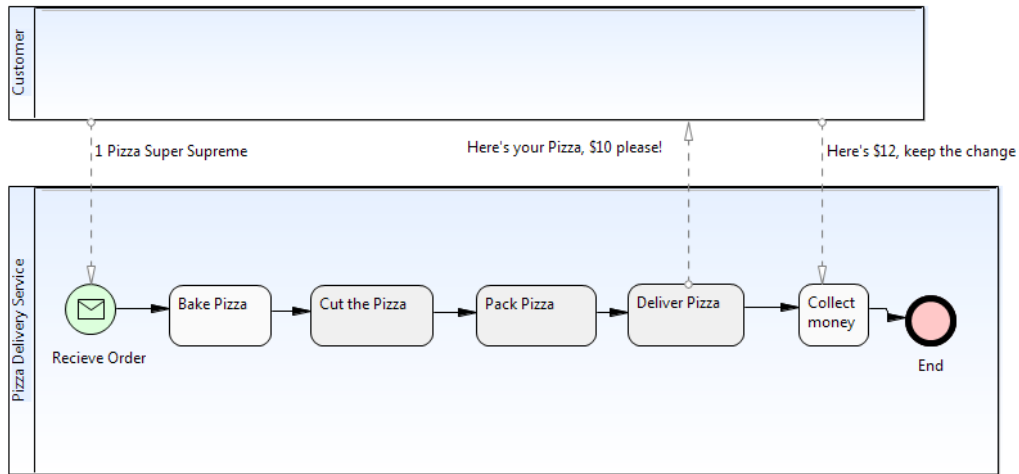 Customer
1 Pizza Super Supreme
Here's your Pizza, $10 please!
Here's $12, keep the change
Pizza Delivery Service
Recieve Order
Bake Pizza
Cut the Pizza
Pack Pizza
Deliver Pizza
Collect
money
End